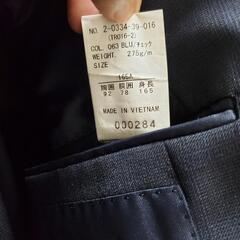 NO. 2-0334-39-016
(TR016-2)
COL. 063 BLU/チェック
WEIGHT. 275g/m
SIZE
165A
胸囲 胴囲 身長
92 78 165
MADE IN VIETNAM
000284